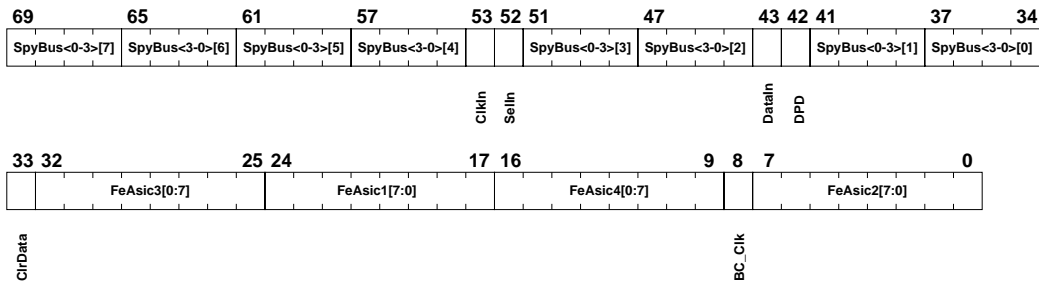 69 65 61 57 53 52 51 47 43 42 41 37 34
SpyBus<0-3>[7] SpyBus<3-0>[6] SpyBus<0-3>[5] SpyBus<3-0>[4] SpyBus<0-3>[3] SpyBus<3-0>[2] SpyBus<0-3>[1] SpyBus<3-0>[0]
ClkIn SelIn DataIn DPD
33 32 25 24 17 16 9 8 7 0
FeAsic3[0:7] FeAsic1[7:0] FeAsic4[0:7] FeAsic2[7:0]
ClrData BC_Clk